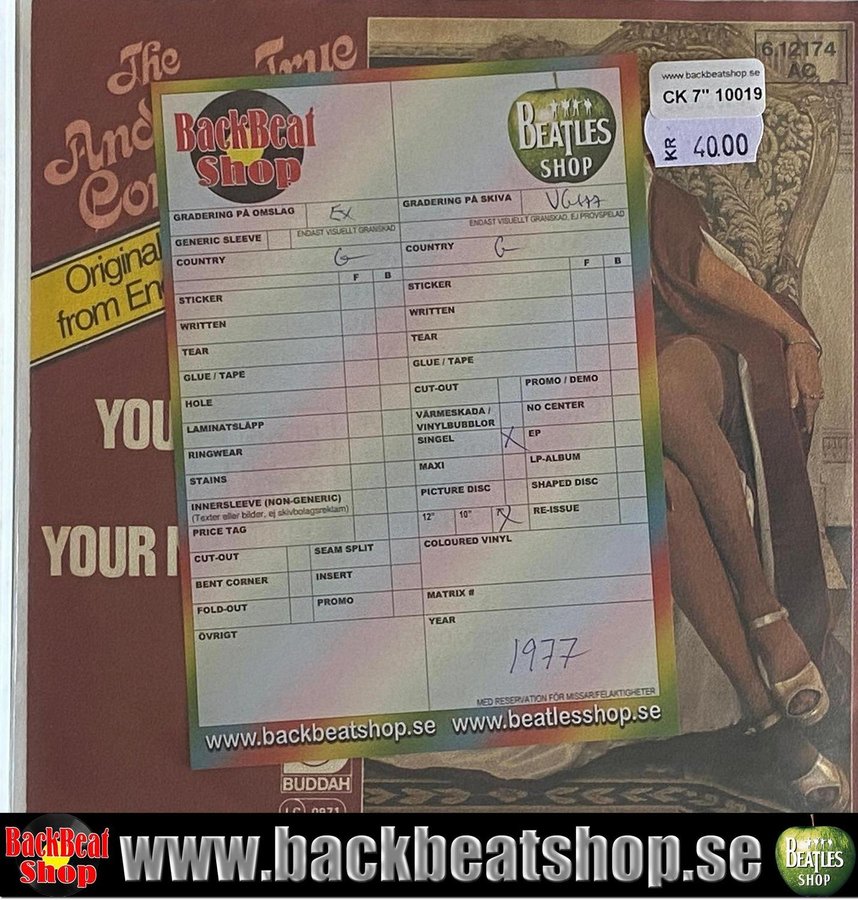 The
True
And
Co
Original
from En
YOU
YOUR
6.12174
AC
www.backbeatshop.se
CK 7" 10019
KR 40.00
BackBeat
Shop
BEATLES
SHOP
GRADERING PÅ OMSLAG Ex
ENDAST VISUELLT GRANSKAD
GENERIC SLEEVE
COUNTRY G
F B
STICKER
WRITTEN
TEAR
GLUE / TAPE
HOLE
LAMINATSLÄPP
RINGWEAR
STAINS
INNERSLEEVE (NON-GENERIC)
(Texter eller bilder, ej skivbolagsreklam)
PRICE TAG
CUT-OUT SEAM SPLIT
BENT CORNER INSERT
FOLD-OUT PROMO
ÖVRIGT
GRADERING PÅ SKIVA VG+++
ENDAST VISUELLT GRANSKAD, EJ PROVSPELAD
COUNTRY G
F B
STICKER
WRITTEN
TEAR
GLUE / TAPE
CUT-OUT PROMO / DEMO
VÄRMESKADA /
VINYLBUBBLOR NO CENTER
SINGEL X EP
MAXI LP-ALBUM
PICTURE DISC SHAPED DISC
12" 10" X RE-ISSUE
COLOURED VINYL
MATRIX #
YEAR
1977
MED RESERVATION FÖR MISSAR/FELAKTIGHETER
www.backbeatshop.se www.beatlesshop.se
BUDDAH
LC 0871
BackBeat
Shop
www.backbeatshop.se
BEATLES
SHOP